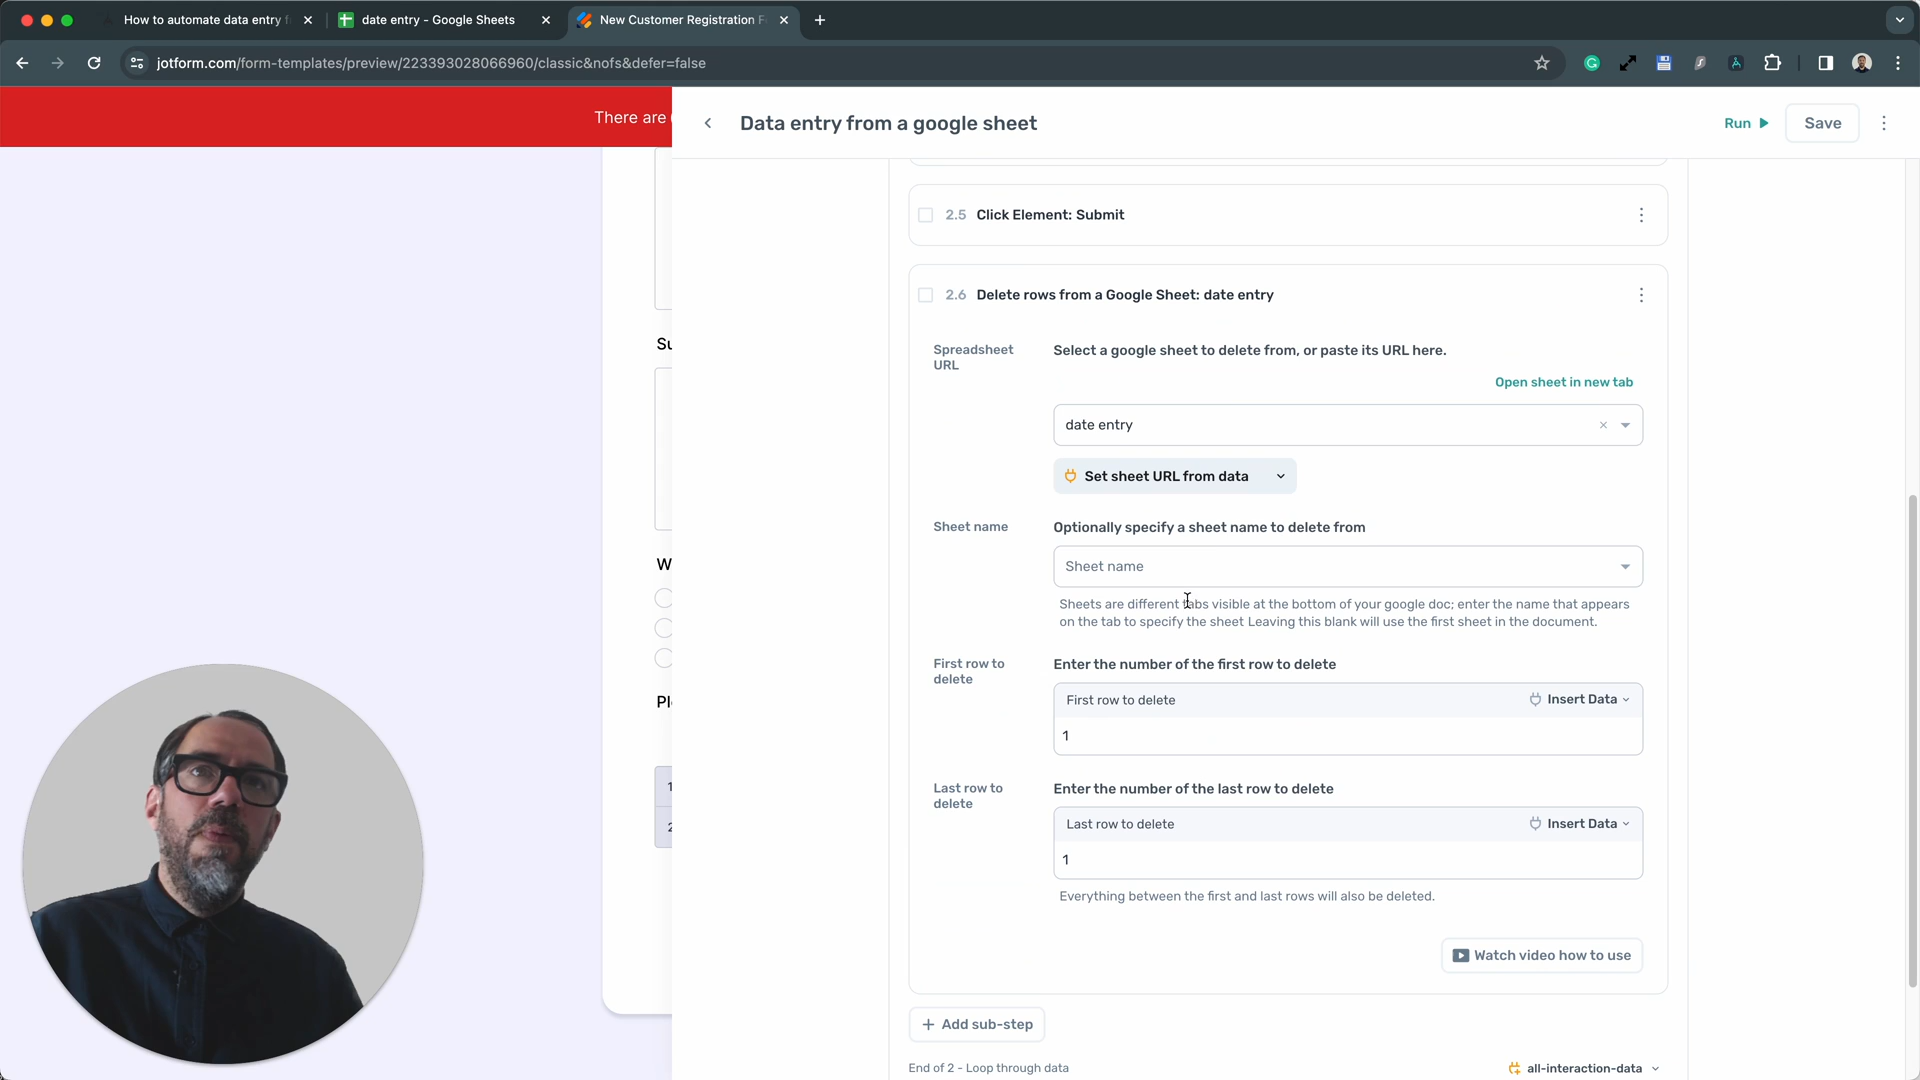 How to automate data entry f
date entry - Google Sheets
New Customer Registration F
jotform.com/form-templates/preview/223393028066960/classic&nofs&defer=false
There are
Data entry from a google sheet
Run
Save
2.5 Click Element: Submit
2.6 Delete rows from a Google Sheet: date entry
Spreadsheet
URL
Select a google sheet to delete from, or paste its URL here.
Open sheet in new tab
date entry
Set sheet URL from data
Sheet name
Optionally specify a sheet name to delete from
Sheet name
Sheets are different tabs visible at the bottom of your google doc; enter the name that appears
on the tab to specify the sheet Leaving this blank will use the first sheet in the document.
First row to
delete
Enter the number of the first row to delete
First row to delete
Insert Data
1
Last row to
delete
Enter the number of the last row to delete
Last row to delete
Insert Data
1
Everything between the first and last rows will also be deleted.
Watch video how to use
+ Add sub-step
End of 2 - Loop through data
all-interaction-data
Su
W
Pl
1
2